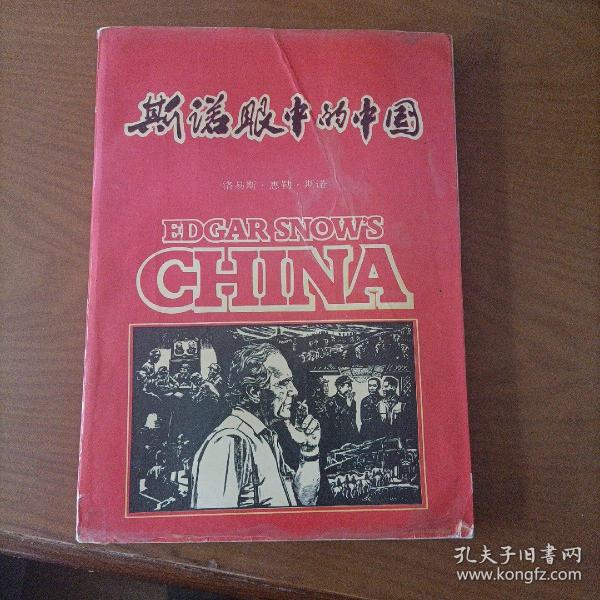 斯诺眼中的中国
洛易斯·惠勒·斯诺
EDGAR SNOW'S
CHINA
孔夫子旧书网
www.kongfz.com